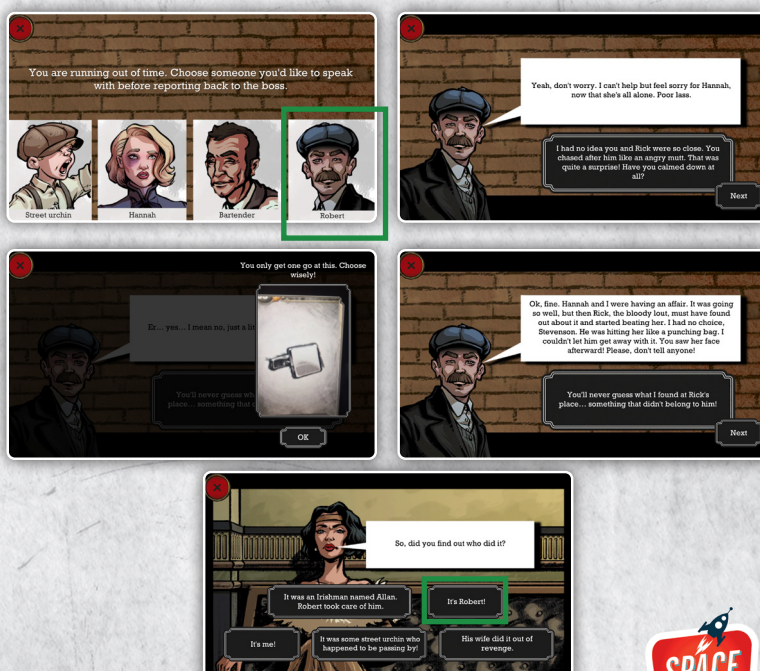 You are running out of time. Choose someone you'd like to speak
with before reporting back to the boss.
Street urchin
Hannah
Bartender
Robert
Yeah, don't worry. I can't help but feel sorry for Hannah,
now that she's all alone. Poor lass.
I had no idea you and Rick were so close. You
chased after him like an angry mutt. That was
quite a surprise! Have you calmed down at
all?
Next
You only get one go at this. Choose
wisely!
Er... yes... I mean no, just a
You'll never guess
place... something that
OK
Ok, fine. Hannah and I were having an affair. It was going
so well, but then Rick, the bloody lout, must have found
out about it and started beating her. I had no choice,
Stevenson. He was hitting her like a punching bag. I
couldn't let him get away with it. You saw her face
afterward! Please, don't tell anyone!
You'll never guess what I found at Rick's
place... something that didn't belong to him!
Next
So, did you find out who did it?
It was an Irishman named Allan.
Robert took care of him.
It's Robert!
It's me!
It was some street urchin who
happened to be passing by!
His wife did it out of
revenge.
SPACE